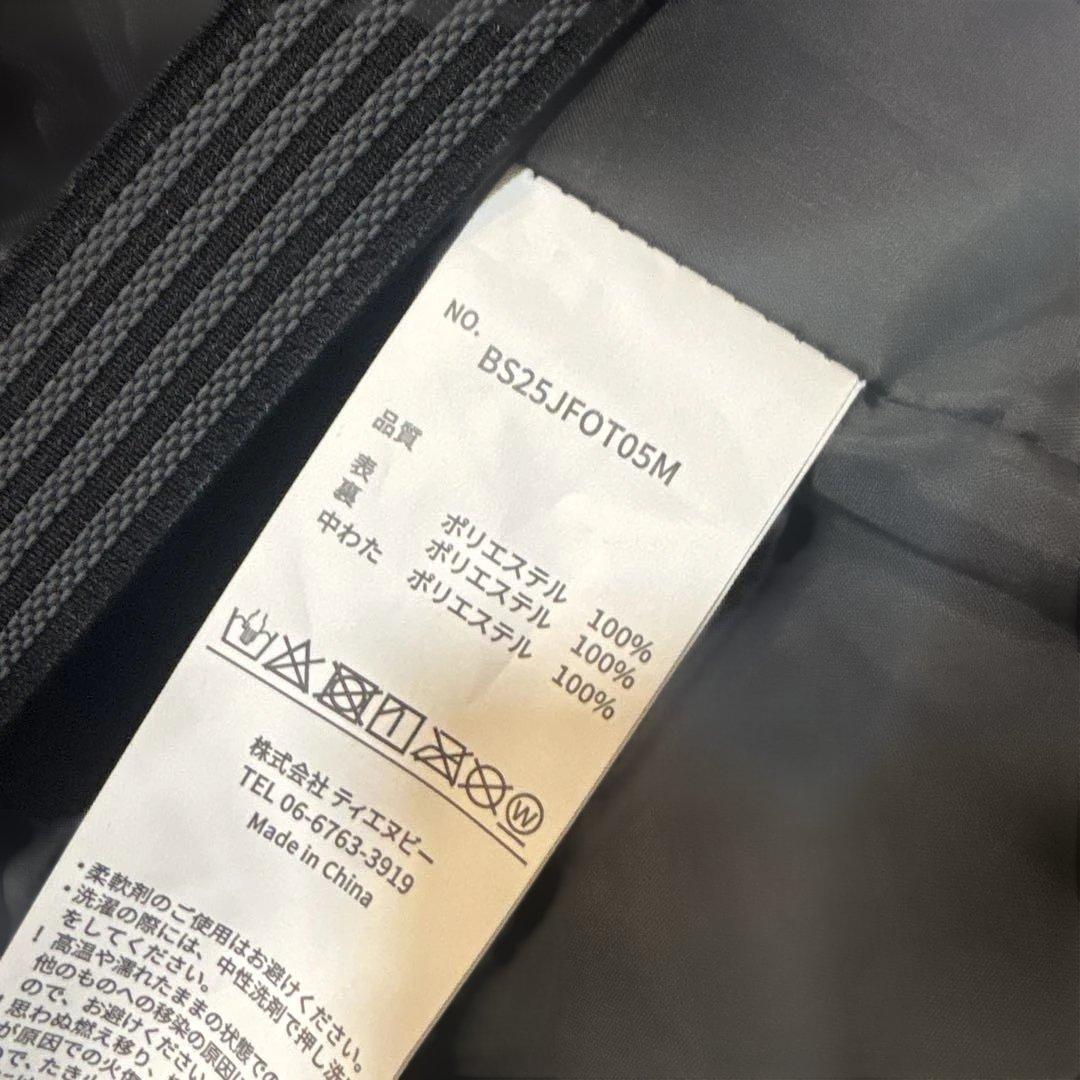 NO.
BS25JFOT05M
品質
表 ポリエステル 100%
裏 ポリエステル 100%
中わた ポリエステル 100%
W
株式会社 ティエヌビー
TEL 06-6763-3919
Made in China
・柔軟剤のご使用はお避けください。
・洗濯の際には、中性洗剤で押し洗
をしてください。
！高温や濡れたままの状態での
他のものへの移染の原因
ので、お避けください
思わぬ燃え移り、
が原因での火傷
で、たき火